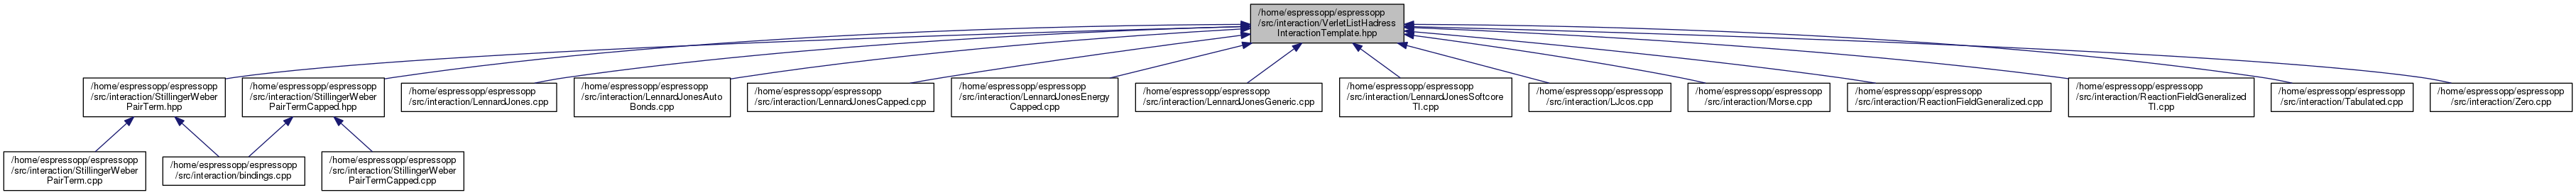 /home/espressopp/espressopp
/src/interaction/VerletListHadress
InteractionTemplate.hpp
/home/espressopp/espressopp
/src/interaction/StillingerWeber
PairTerm.hpp
/home/espressopp/espressopp
/src/interaction/StillingerWeber
PairTermCapped.hpp
/home/espressopp/espressopp
/src/interaction/LennardJones.cpp
/home/espressopp/espressopp
/src/interaction/LennardJonesAuto
Bonds.cpp
/home/espressopp/espressopp
/src/interaction/LennardJonesCapped.cpp
/home/espressopp/espressopp
/src/interaction/LennardJonesEnergy
Capped.cpp
/home/espressopp/espressopp
/src/interaction/LennardJonesGeneric.cpp
/home/espressopp/espressopp
/src/interaction/LennardJonesSoftcore
TI.cpp
/home/espressopp/espressopp
/src/interaction/LJcos.cpp
/home/espressopp/espressopp
/src/interaction/Morse.cpp
/home/espressopp/espressopp
/src/interaction/ReactionFieldGeneralized.cpp
/home/espressopp/espressopp
/src/interaction/ReactionFieldGeneralized
TI.cpp
/home/espressopp/espressopp
/src/interaction/Tabulated.cpp
/home/espressopp/espressopp
/src/interaction/Zero.cpp
/home/espressopp/espressopp
/src/interaction/StillingerWeber
PairTerm.cpp
/home/espressopp/espressopp
/src/interaction/bindings.cpp
/home/espressopp/espressopp
/src/interaction/StillingerWeber
PairTermCapped.cpp